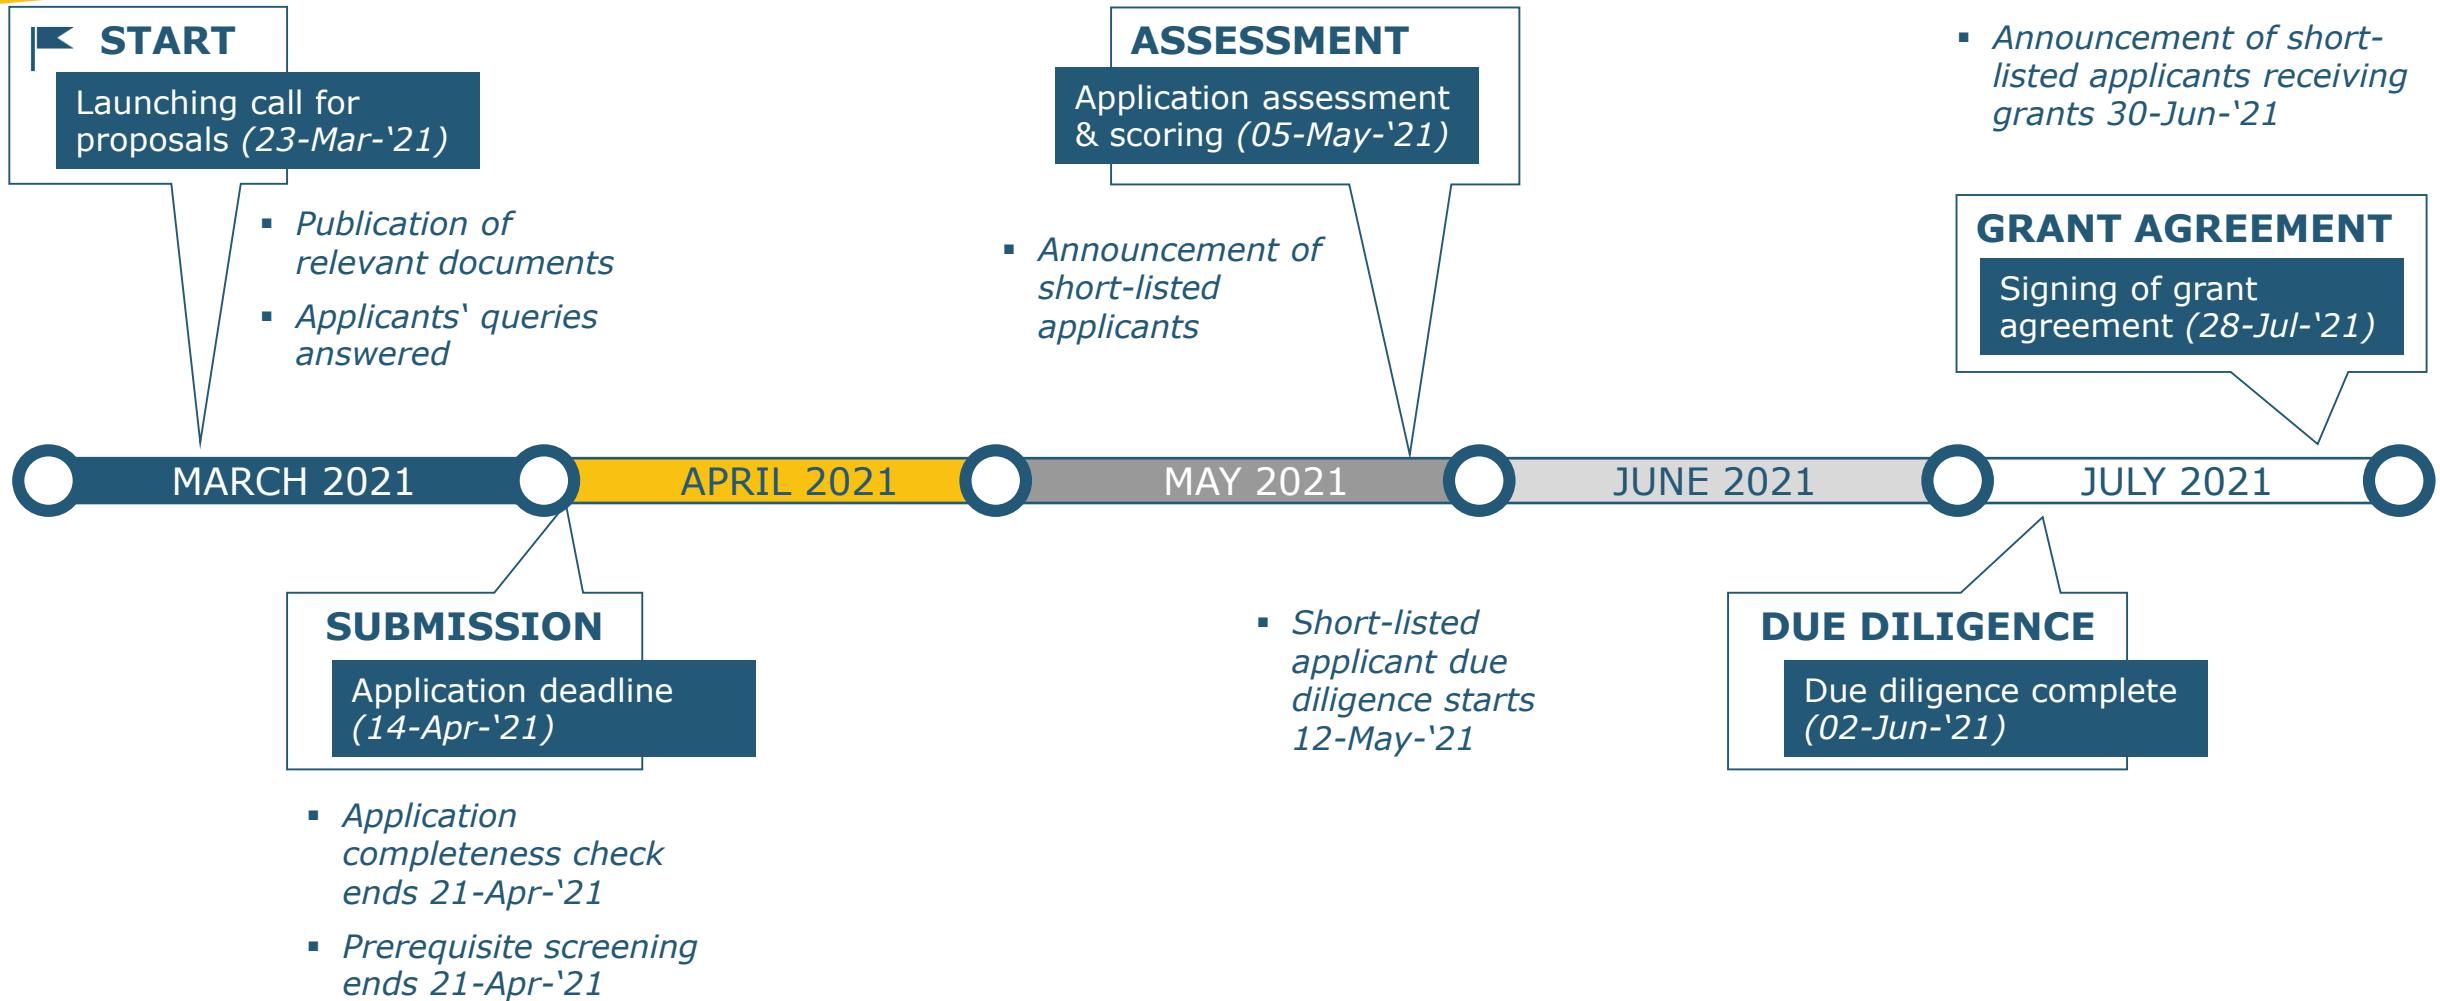 START
Launching call for
proposals (23-Mar-‘21)
▪ Publication of
relevant documents
▪ Applicants‘ queries
answered
ASSESSMENT
Application assessment
& scoring (05-May-‘21)
▪ Announcement of
short-listed
applicants
▪ Announcement of short-
listed applicants receiving
grants 30-Jun-‘21
GRANT AGREEMENT
Signing of grant
agreement (28-Jul-‘21)
MARCH 2021
APRIL 2021
MAY 2021
JUNE 2021
JULY 2021
SUBMISSION
Application deadline
(14-Apr-‘21)
▪ Application
completeness check
ends 21-Apr-‘21
▪ Prerequisite screening
ends 21-Apr-‘21
▪ Short-listed
applicant due
diligence starts
12-May-‘21
DUE DILIGENCE
Due diligence complete
(02-Jun-‘21)